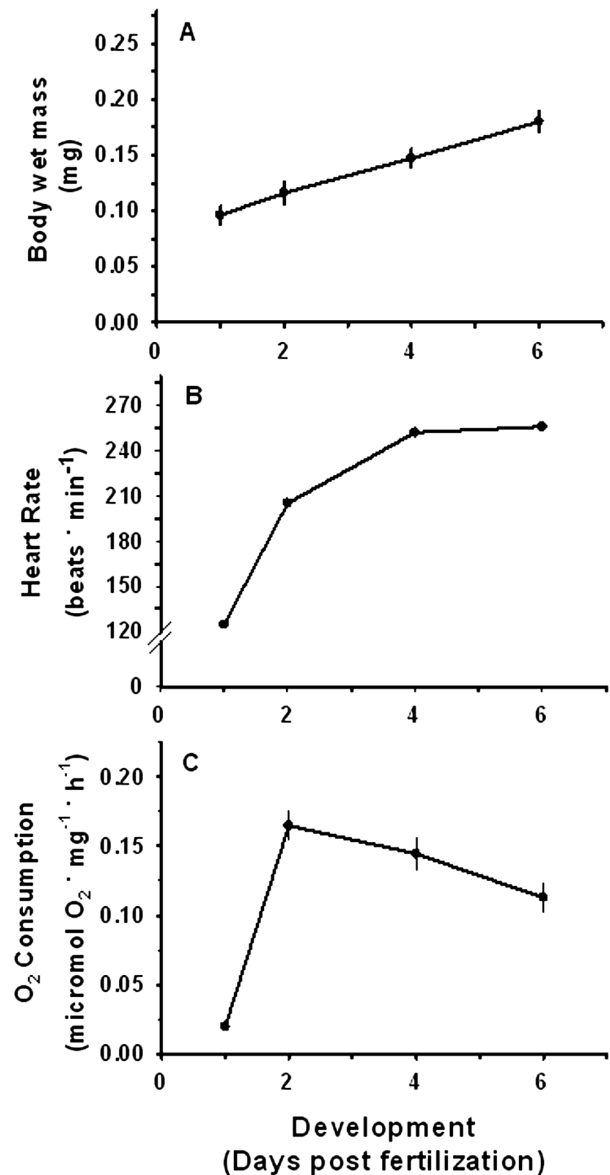 A
Body wet mass
(mg)
0.25
0.20
0.15
0.10
0.05
0.00
0 2 4 6
B
Heart Rate
(beats · min⁻¹)
270
240
210
180
150
120
0
0 2 4 6
C
O₂ Consumption
(micromol O₂ · mg⁻¹ · h⁻¹)
0.20
0.15
0.10
0.05
0.00
0 2 4 6
Development
(Days post fertilization)